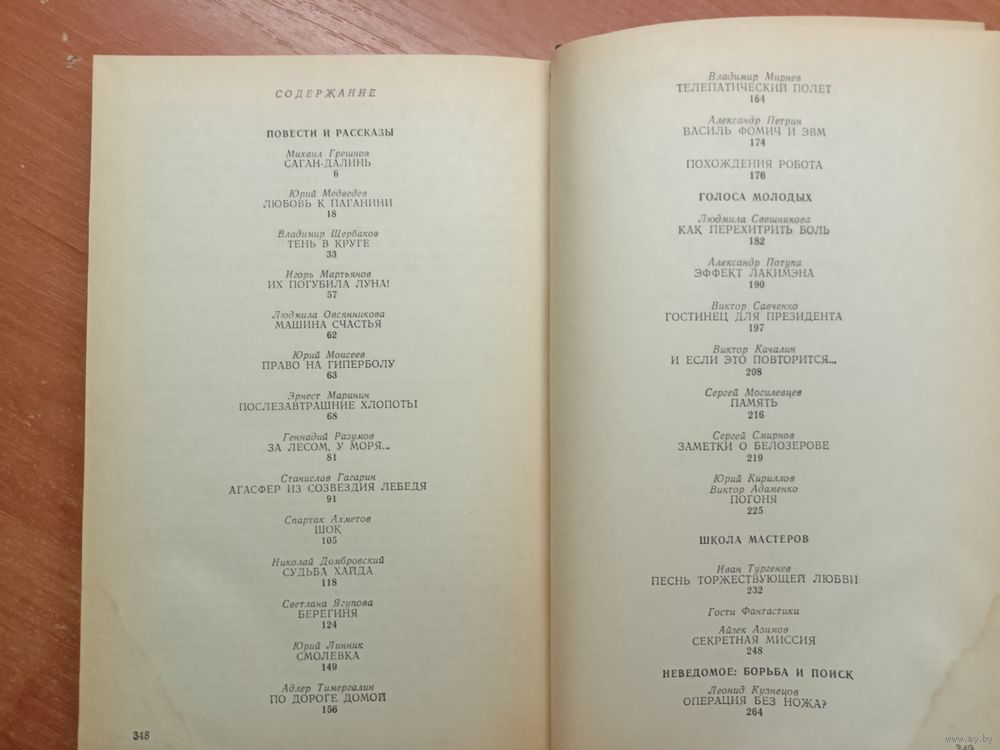 СОДЕРЖАНИЕ
ПОВЕСТИ И РАССКАЗЫ
Михаил Грешнов
САГАН-ДАЛИНЬ
6
Юрий Медведев
ЛЮБОВЬ К ПАГАНИНИ
18
Владимир Щербаков
ТЕНЬ В КРУГЕ
33
Игорь Мартьянов
ИХ ПОГУБИЛА ЛУНА!
57
Людмила Овсянникова
МАШИНА СЧАСТЬЯ
62
Юрий Моисеев
ПРАВО НА ГИПЕРБОЛУ
63
Эрнест Маринин
ПОСЛЕЗАВТРАШНИЕ ХЛОПОТЫ
68
Геннадий Разумов
ЗА ЛЕСОМ, У МОРЯ...
81
Станислав Гагарин
АГАСФЕР ИЗ СОЗВЕЗДИЯ ЛЕБЕДЯ
91
Спартак Ахметов
ШОК
105
Николай Домбровский
СУДЬБА ХАЙДА
118
Светлана Ягупова
БЕРЕГИНЯ
124
Юрий Линник
СМОЛЕВКА
149
Адлер Тимергалин
ПО ДОРОГЕ ДОМОЙ
156
348
Владимир Мирнев
ТЕЛЕПАТИЧЕСКИЙ ПОЛЕТ
164
Александр Петрин
ВАСИЛЬ ФОМИЧ И ЭВМ
174
ПОХОЖДЕНИЯ РОБОТА
176
ГОЛОСА МОЛОДЫХ
Людмила Свешникова
КАК ПЕРЕХИТРИТЬ БОЛЬ
182
Александр Потупа
ЭФФЕКТ ЛАКИМЭНА
190
Виктор Савченко
ГОСТИНЕЦ ДЛЯ ПРЕЗИДЕНТА
197
Виктор Качалин
И ЕСЛИ ЭТО ПОВТОРИТСЯ...
208
Сергей Могилевцев
ПАМЯТЬ
216
Сергей Смирнов
ЗАМЕТКИ О БЕЛОЗЕРОВЕ
219
Юрий Кириллов
Виктор Адаменко
ПОГОНЯ
225
ШКОЛА МАСТЕРОВ
Иван Тургенев
ПЕСНЬ ТОРЖЕСТВУЮЩЕЙ ЛЮБВИ
232
Гости Фантастики
Айзек Азимов
СЕКРЕТНАЯ МИССИЯ
248
НЕВЕДОМОЕ: БОРЬБА И ПОИСК
Леонид Кузнецов
ОПЕРАЦИЯ БЕЗ НОЖА?
264
349
www.ay.by